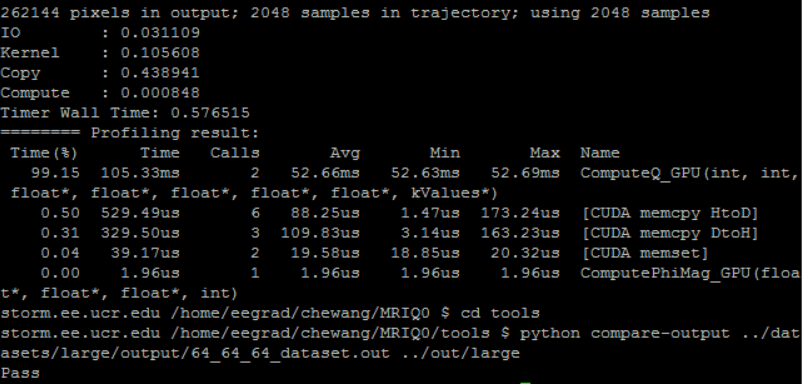 262144 pixels in output; 2048 samples in trajectory; using 2048 samples
IO        : 0.031109
Kernel    : 0.105608
Copy      : 0.438941
Compute   : 0.000848
Timer Wall Time: 0.576515
======== Profiling result:
 Time(%)      Time   Calls       Avg       Min       Max  Name
   99.15  105.33ms       2   52.66ms   52.63ms   52.69ms  ComputeQ_GPU(int, int,
 float*, float*, float*, float*, float*, kValues*)
    0.50  529.49us       6   88.25us    1.47us  173.24us  [CUDA memcpy HtoD]
    0.31  329.50us       3  109.83us    3.14us  163.23us  [CUDA memcpy DtoH]
    0.04   39.17us       2   19.58us   18.85us   20.32us  [CUDA memset]
    0.00    1.96us       1    1.96us    1.96us    1.96us  ComputePhiMag_GPU(floa
t*, float*, float*, int)
storm.ee.ucr.edu /home/eegrad/chewang/MRIQ0 $ cd tools
storm.ee.ucr.edu /home/eegrad/chewang/MRIQ0/tools $ python compare-output ../dat
asets/large/output/64_64_64_dataset.out ../out/large
Pass